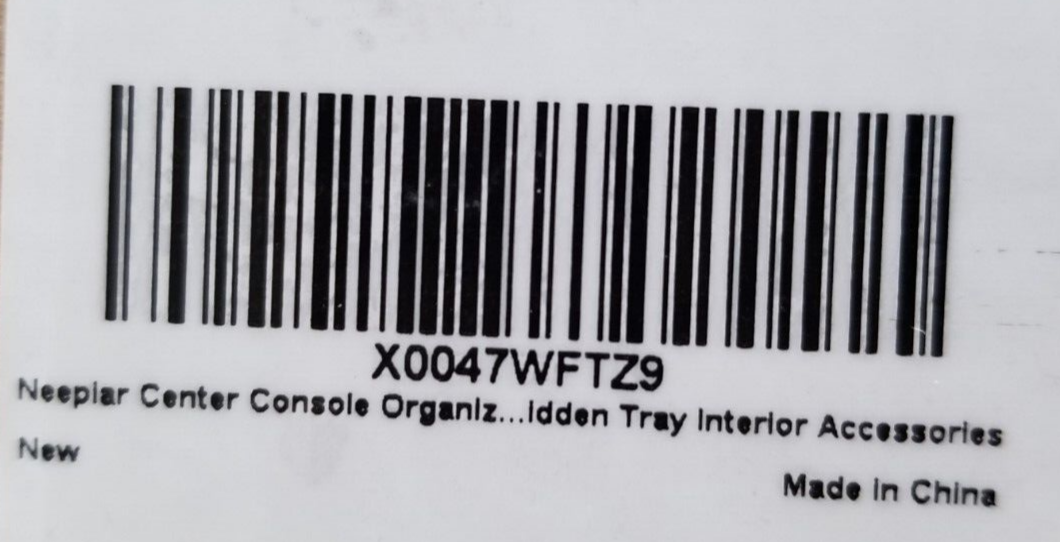 X0047WFTZ9
Neepiar Center Console Organiz...idden Tray Interior Accessories
New
Made in China